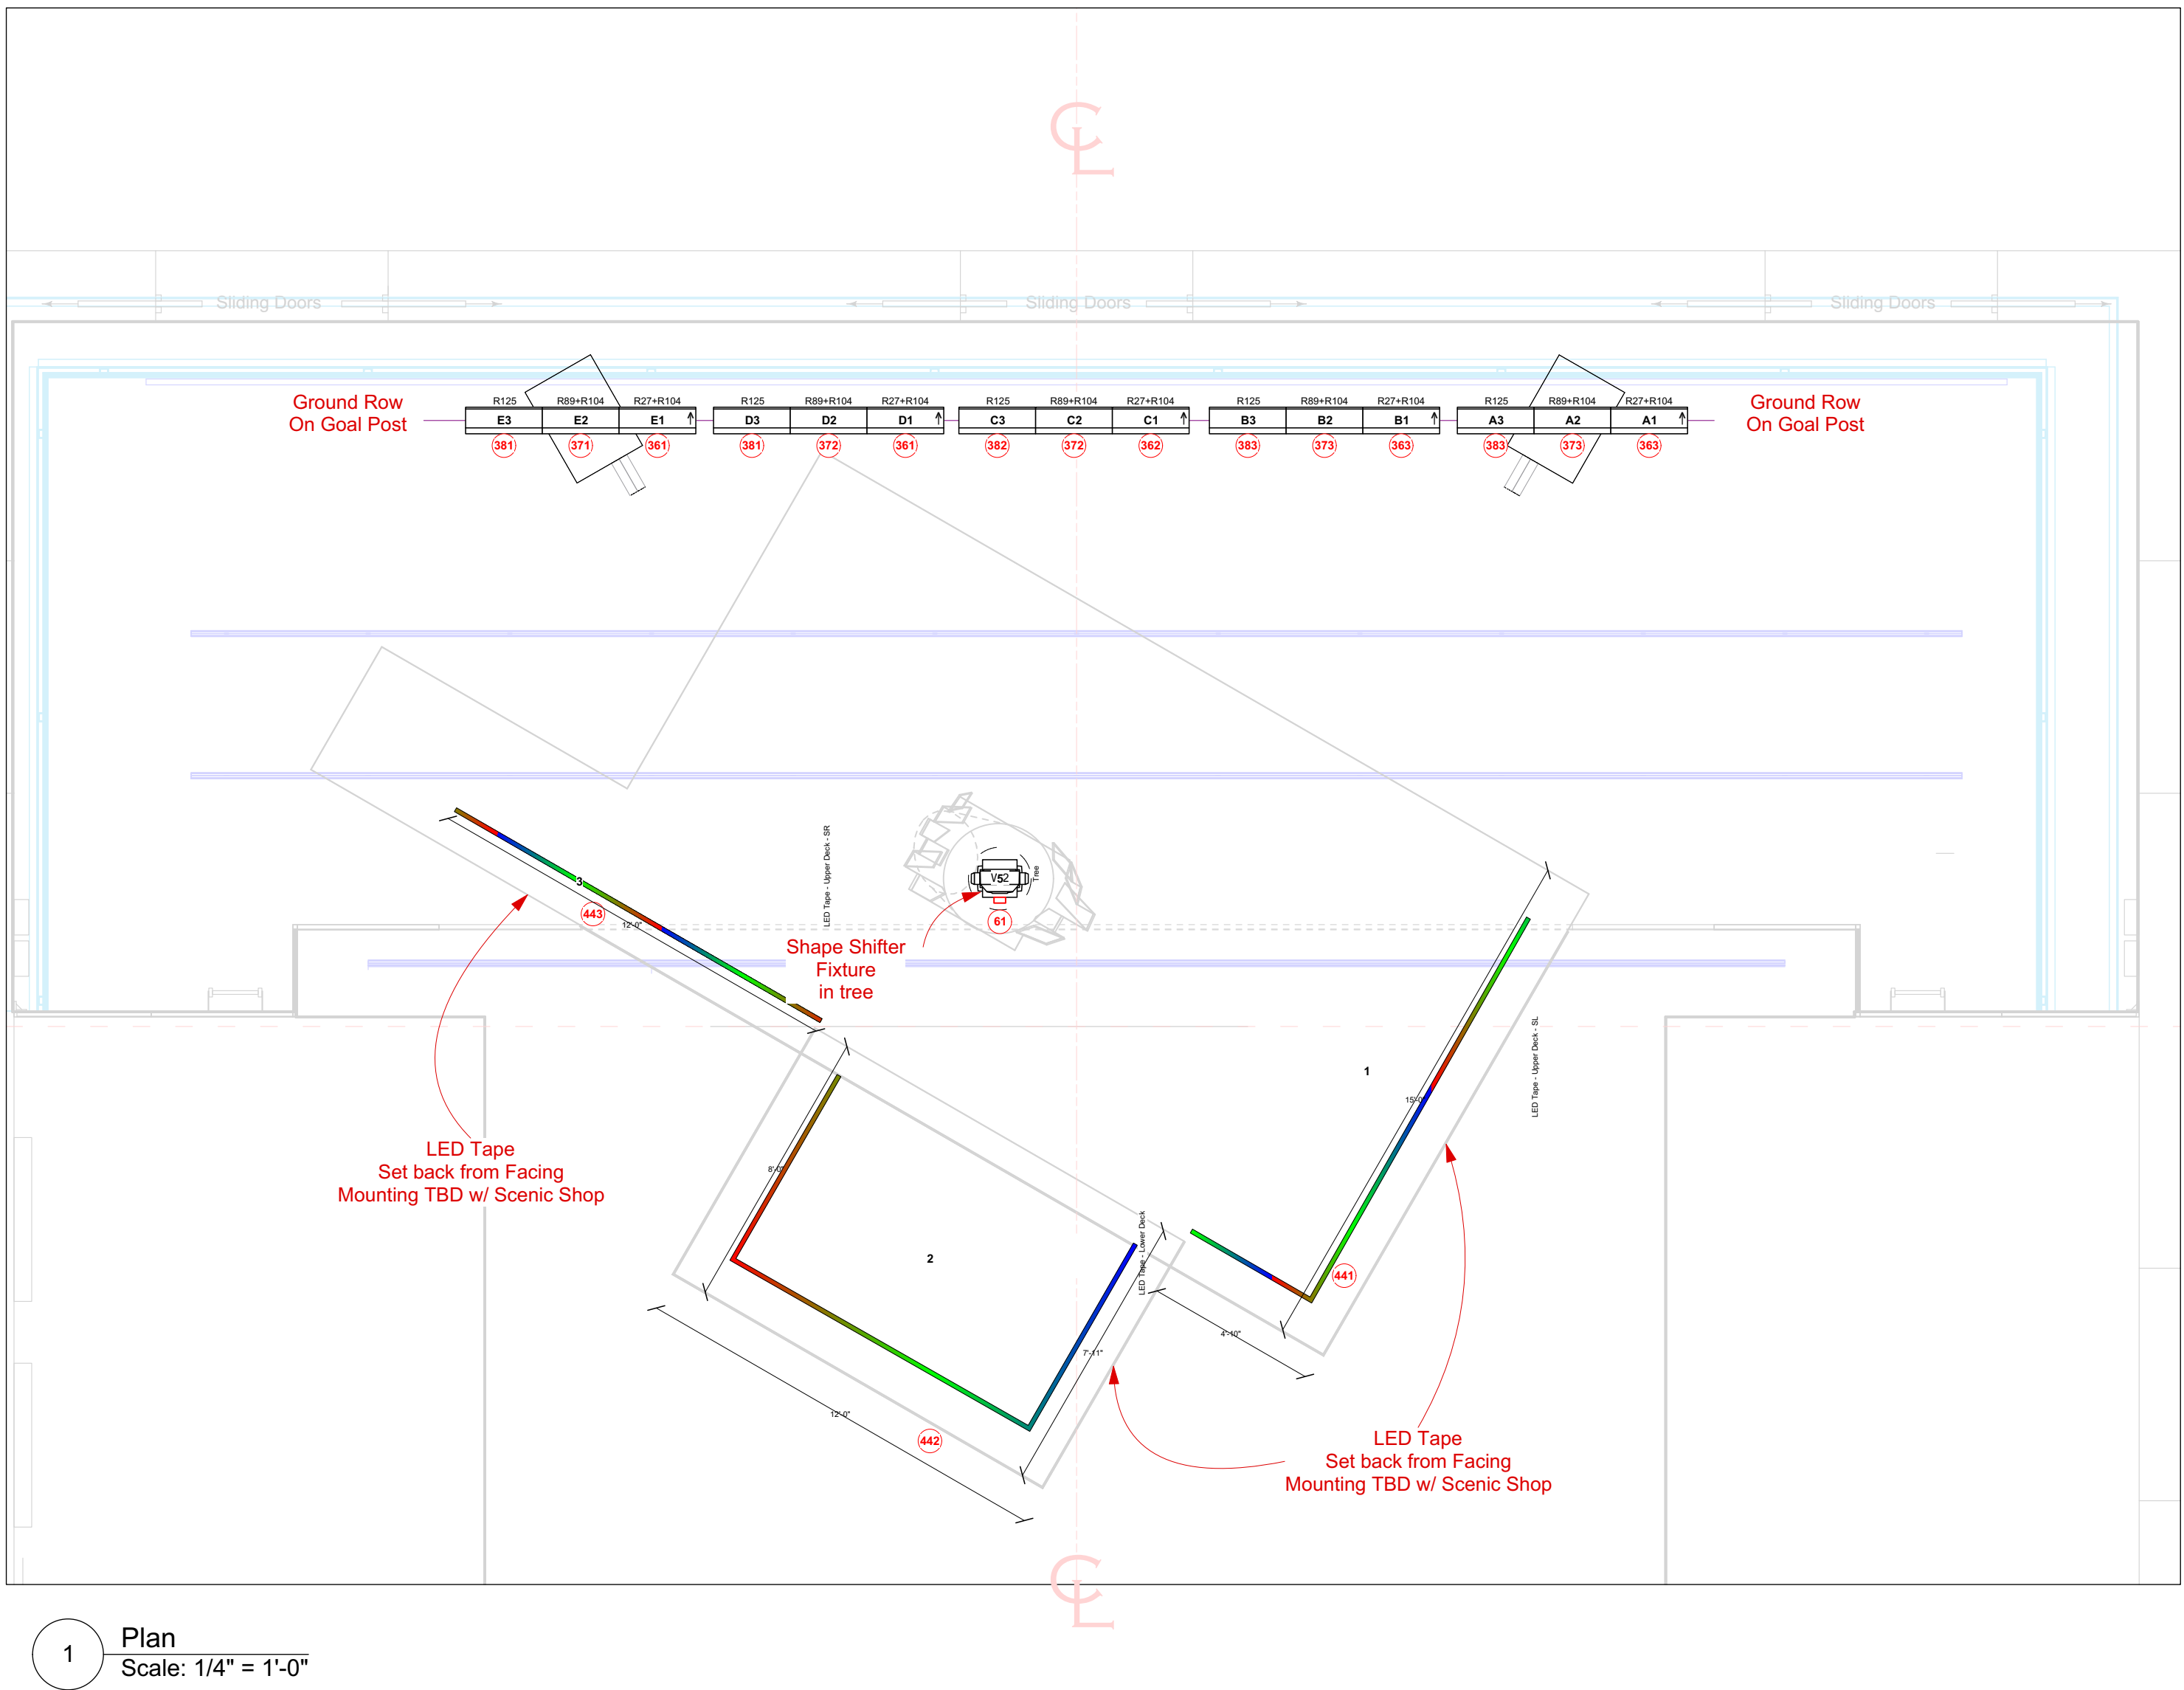 CL
Sliding Doors Sliding Doors Sliding Doors
Ground Row
On Goal Post
R125 R89+R104 R27+R104 R125 R89+R104 R27+R104 R125 R89+R104 R27+R104 R125 R89+R104 R27+R104 R125 R89+R104 R27+R104
E3 E2 E1 D3 D2 D1 C3 C2 C1 B3 B2 B1 A3 A2 A1
381 371 361 381 372 361 382 372 362 383 373 363 383 373 363
Ground Row
On Goal Post
3
443
12'-0"
LED Tape - Upper Deck - SR
V52
Tree
61
Shape Shifter
Fixture
in tree
1
15'-0"
LED Tape - Upper Deck - SL
LED Tape
Set back from Facing
Mounting TBD w/ Scenic Shop
8'-0"
2
LED Tape - Lower Deck
441
4'-10"
7'-11"
12'-0"
442
LED Tape
Set back from Facing
Mounting TBD w/ Scenic Shop
CL
1
Plan
Scale: 1/4" = 1'-0"